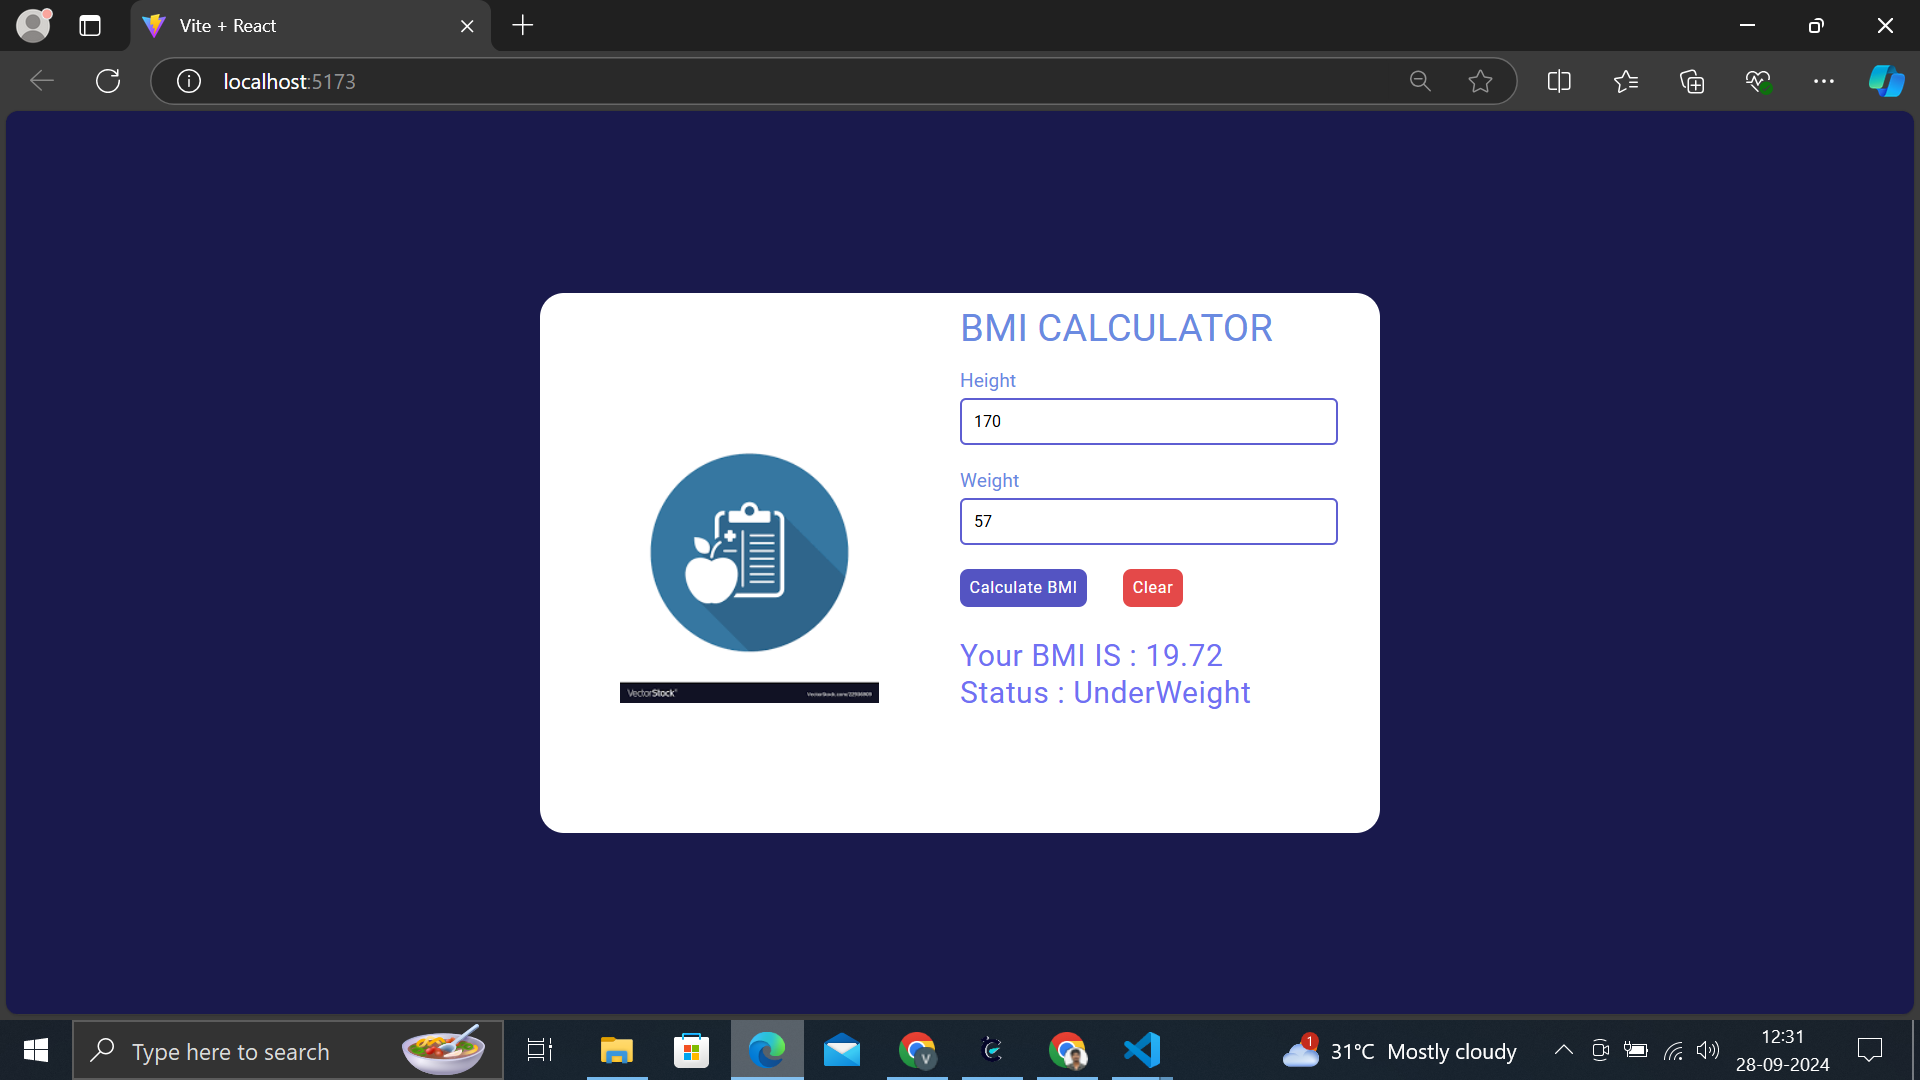 Vite + React
localhost:5173
BMI CALCULATOR
Height
170
Weight
57
Calculate BMI
Clear
Your BMI IS : 19.72
Status : UnderWeight
VectorStock®
Type here to search
1
31°C Mostly cloudy
12:31
28-09-2024
V